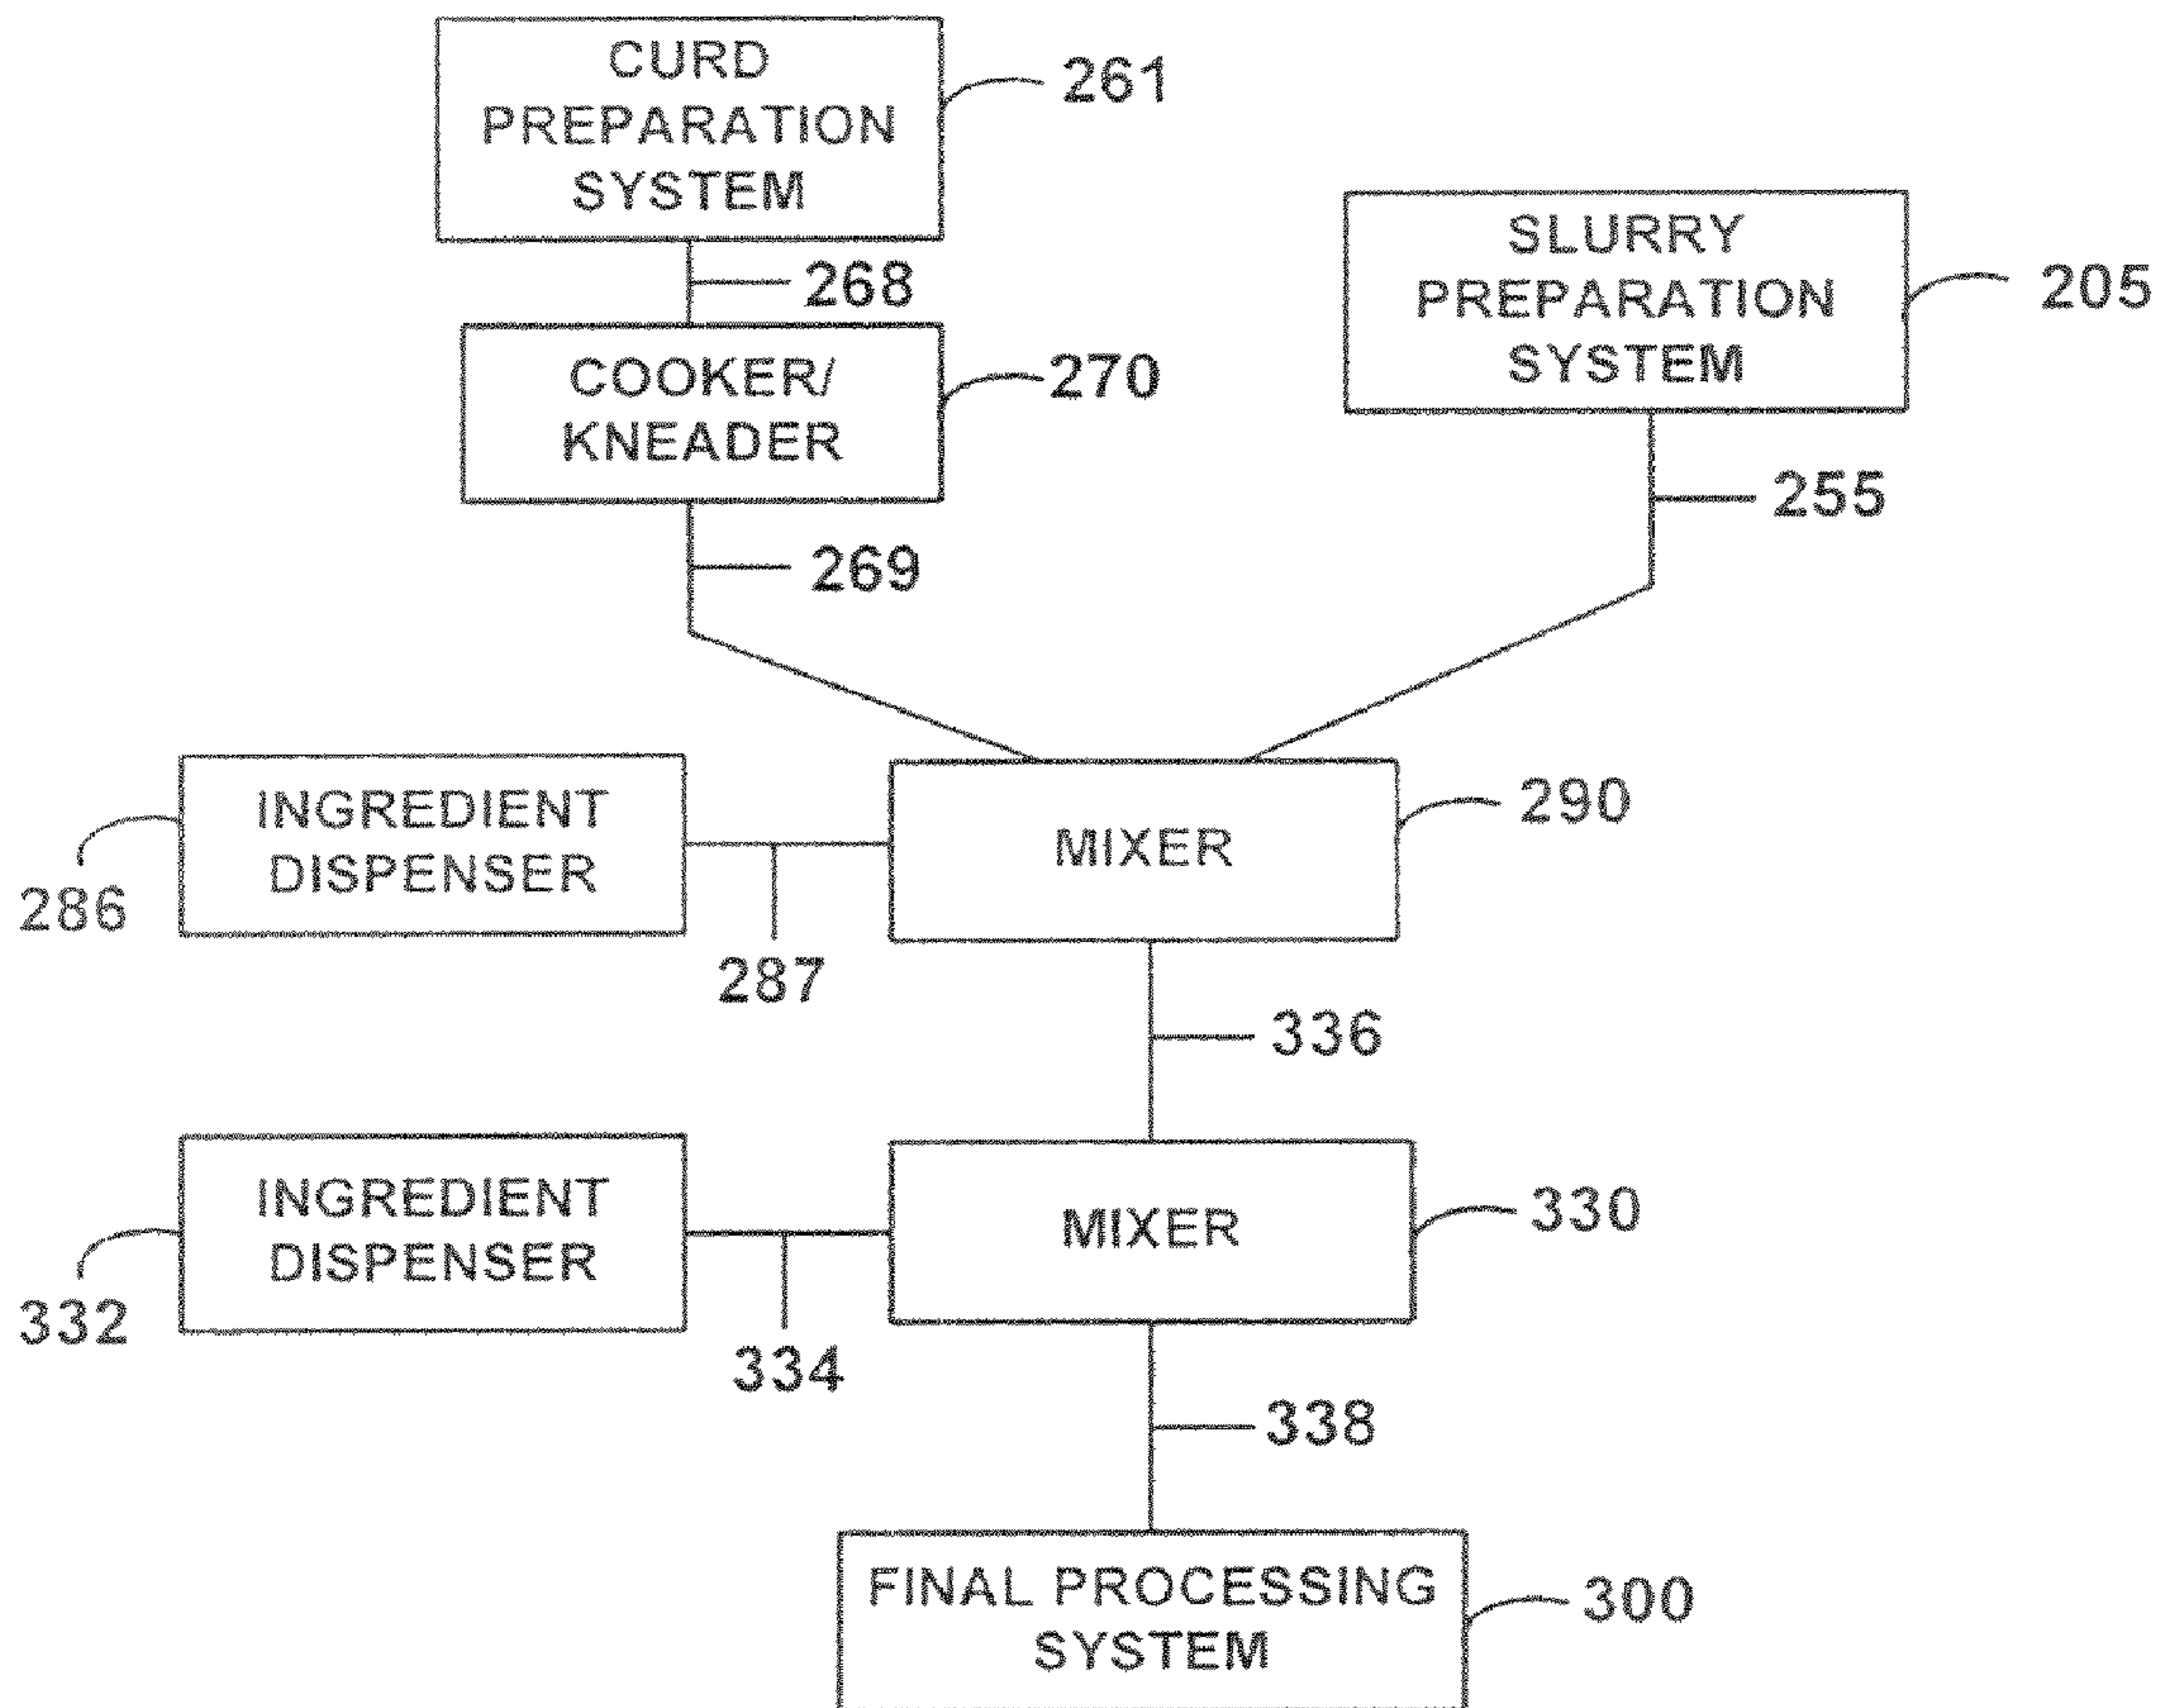 CURD
PREPARATION
SYSTEM
261
268
SLURRY
PREPARATION
SYSTEM
205
COOKER/
KNEADER
270
255
269
INGREDIENT
DISPENSER
286
287
MIXER
290
336
INGREDIENT
DISPENSER
332
334
MIXER
330
338
FINAL PROCESSING
SYSTEM
300